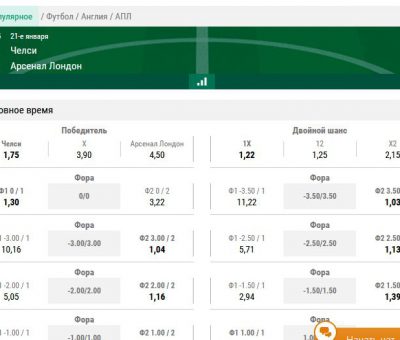 пулярное / Футбол / Англия / АПЛ
21-е января
Челси
Арсенал Лондон
овное время
Победитель
Челси X Арсенал Лондон
1,75 3,90 4,50
Двойной шанс
1X 12 X2
1,22 1,25 2,15
Фора
Ф1 0 / 1 0/0 Ф2 0 / 2
1,30 3,22
Фора
Ф1 -3.50 / 1 -3.50/3.50 Ф2 3.50
11,22 1,03
Фора
-3.00 / 1 -3.00/3.00 Ф2 3.00 / 2
10,16 1,04
Фора
Ф1 -2.50 / 1 -2.50/2.50 Ф2 2.50
5,71 1,13
Фора
-2.00 / 1 -2.00/2.00 Ф2 2.00 / 2
5,05 1,16
Фора
Ф1 -1.50 / 1 -1.50/1.50 Ф2 1.50
2,94 1,39
Фора
-1.00 / 1 -1.00/1.00 Ф2 1.00 / 2
Фора
Ф1 1.00 / 1